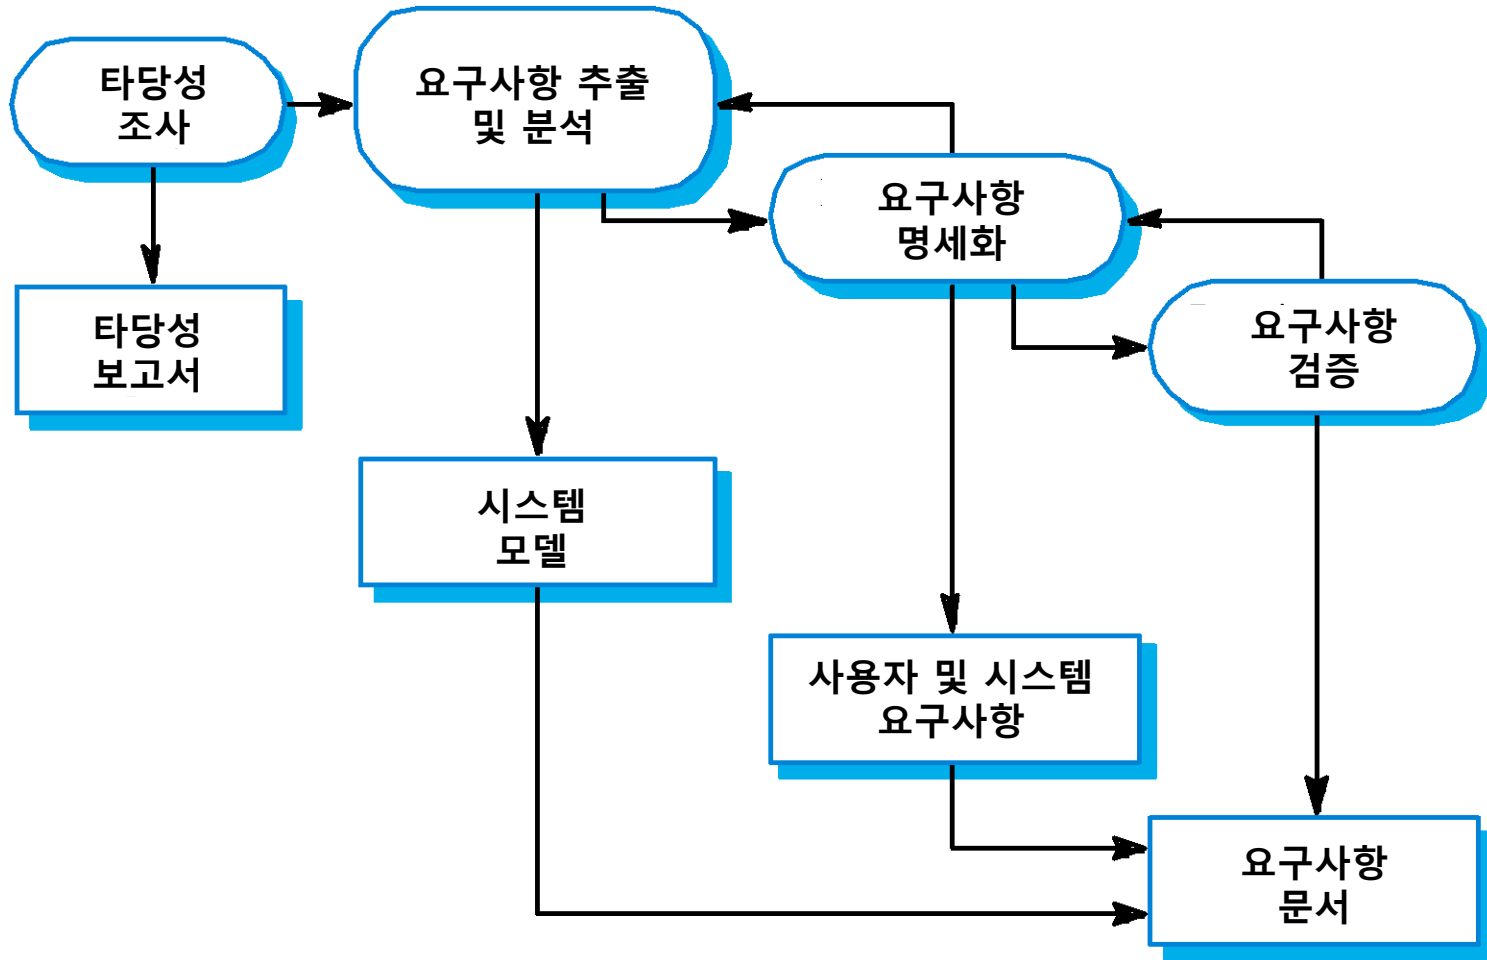 타당성
조사
요구사항 추출
및 분석
요구사항
명세화
요구사항
검증
타당성
보고서
시스템
모델
사용자 및 시스템
요구사항
요구사항
문서